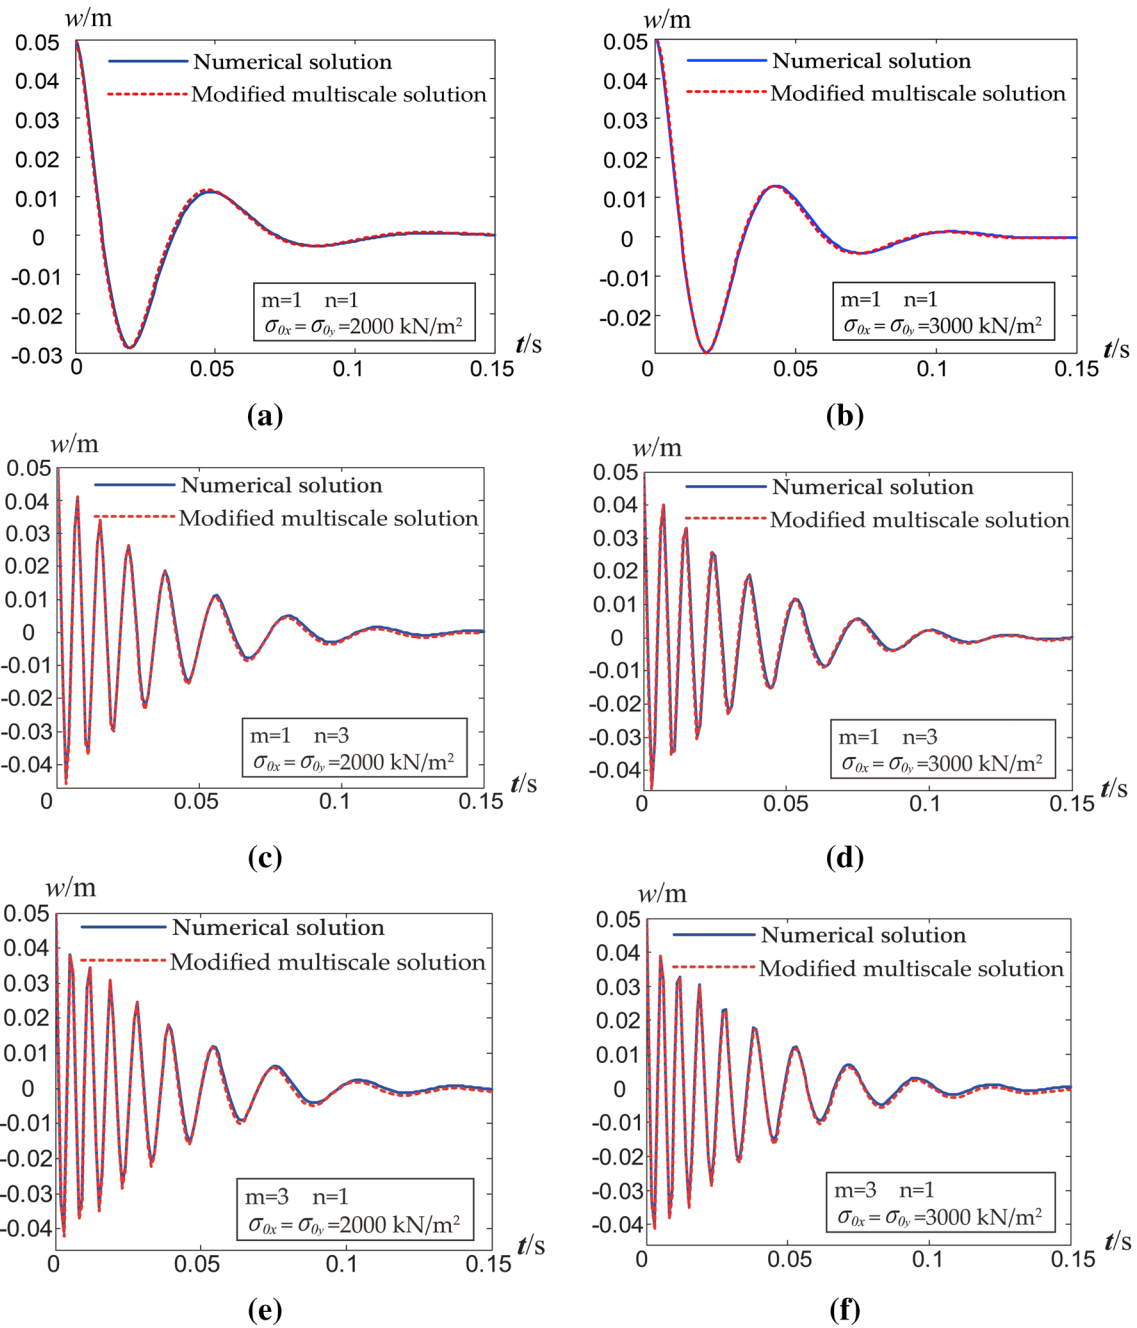 w/m
0.05
Numerical solution
0.04
Modified multiscale solution
0.03
0.02
0.01
0
-0.01
m=1 n=1
-0.02
σ0x = σ0y =2000 kN/m²
-0.03
0 0.05 0.1 0.15
t/s
(a)
w/m
0.05
Numerical solution
0.04
Modified multiscale solution
0.03
0.02
0.01
0
-0.01
m=1 n=1
-0.02
σ0x = σ0y =3000 kN/m²
0 0.05 0.1 0.15
t/s
(b)
w/m
0.05
Numerical solution
0.04
Modified multiscale solution
0.03
0.02
0.01
0
-0.01
-0.02
-0.03
m=1 n=3
-0.04
σ0x = σ0y =2000 kN/m²
0 0.05 0.1 0.15
t/s
(c)
w/m
0.05
Numerical solution
0.04
Modified multiscale solution
0.03
0.02
0.01
0
-0.01
-0.02
-0.03
m=1 n=3
-0.04
σ0x = σ0y =3000 kN/m²
0 0.05 0.1 0.15
t/s
(d)
w/m
0.05
Numerical solution
0.04
Modified multiscale solution
0.03
0.02
0.01
0
-0.01
-0.02
-0.03
m=3 n=1
-0.04
σ0x = σ0y =2000 kN/m²
0 0.05 0.1 0.15
t/s
(e)
w/m
0.05
Numerical solution
0.04
Modified multiscale solution
0.03
0.02
0.01
0
-0.01
-0.02
-0.03
m=3 n=1
-0.04
σ0x = σ0y =3000 kN/m²
0 0.05 0.1 0.15
t/s
(f)